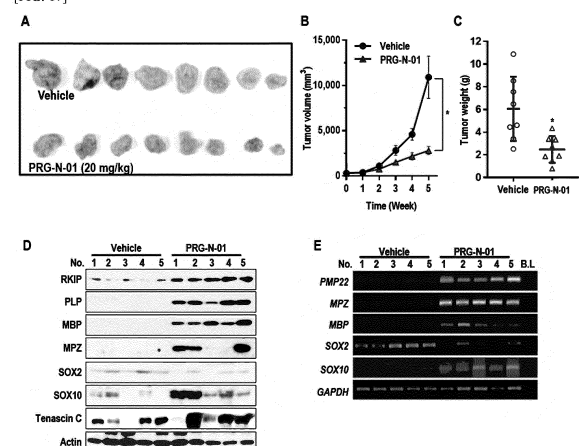 A
Vehicle
PRG-N-01 (20 mg/kg)
B
Vehicle
PRG-N-01
15,000
10,000
5,000
0
Tumor volume (mm³)
*
0 1 2 3 4 5
Time (Week)
C
12
10
8
6
4
2
0
Tumor weight (g)
*
Vehicle PRG-N-01
D
Vehicle PRG-N-01
No. 1 2 3 4 5 1 2 3 4 5
RKIP
PLP
MBP
MPZ
SOX2
SOX10
Tenascin C
Actin
E
Vehicle PRG-N-01
No. 1 2 3 4 5 1 2 3 4 5 B.L
PMP22
MPZ
MBP
SOX2
SOX10
GAPDH